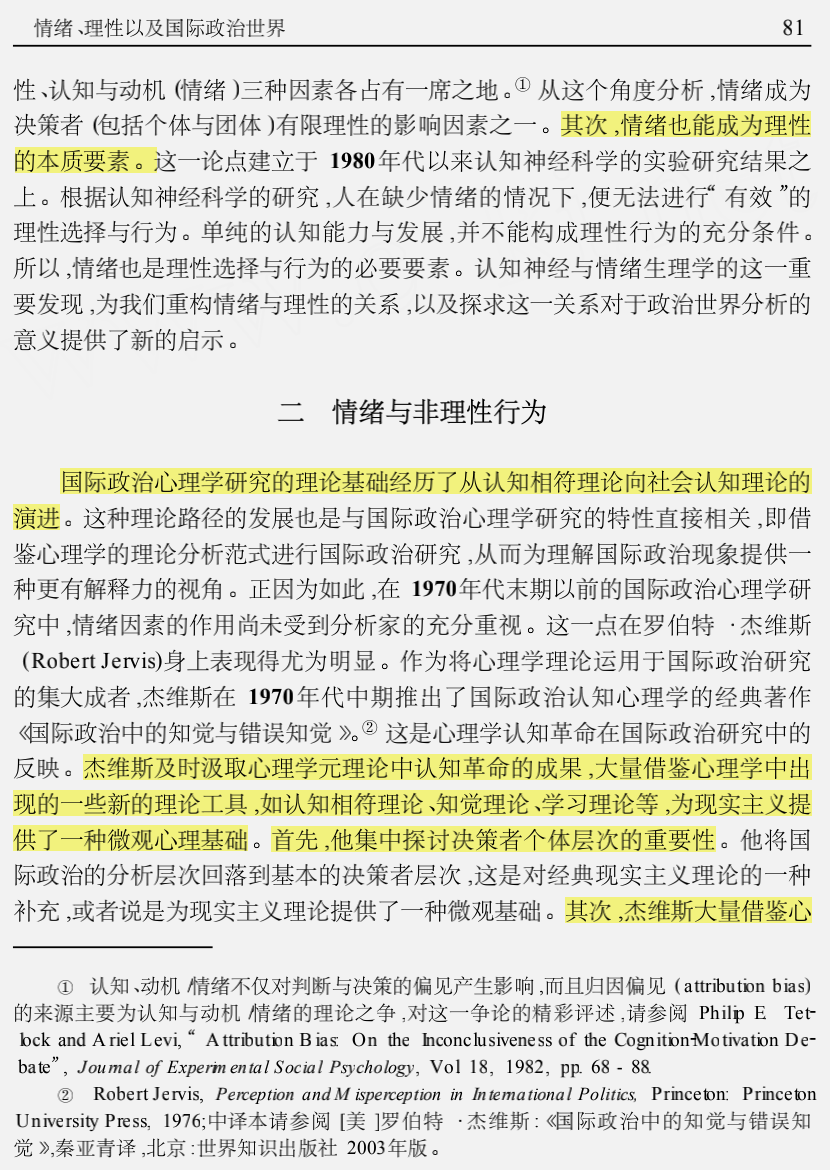 情绪、理性以及国际政治世界 81
性、认知与动机 (情绪 )三种因素各占有一席之地。① 从这个角度分析 ,情绪成为
决策者 (包括个体与团体 )有限理性的影响因素之一。其次 ,情绪也能成为理性
的本质要素。这一论点建立于 1980年代以来认知神经科学的实验研究结果之
上。根据认知神经科学的研究 ,人在缺少情绪的情况下 ,便无法进行“ 有效 ”的
理性选择与行为。单纯的认知能力与发展 ,并不能构成理性行为的充分条件。
所以 ,情绪也是理性选择与行为的必要要素。认知神经与情绪生理学的这一重
要发现 ,为我们重构情绪与理性的关系 ,以及探求这一关系对于政治世界分析的
意义提供了新的启示。
二 情绪与非理性行为
国际政治心理学研究的理论基础经历了从认知相符理论向社会认知理论的
演进。这种理论路径的发展也是与国际政治心理学研究的特性直接相关 ,即借
鉴心理学的理论分析范式进行国际政治研究 ,从而为理解国际政治现象提供一
种更有解释力的视角。正因为如此 ,在 1970年代末期以前的国际政治心理学研
究中 ,情绪因素的作用尚未受到分析家的充分重视。这一点在罗伯特 ·杰维斯
(Robert Jervis)身上表现得尤为明显。作为将心理学理论运用于国际政治研究
的集大成者 ,杰维斯在 1970年代中期推出了国际政治认知心理学的经典著作
《国际政治中的知觉与错误知觉 》。② 这是心理学认知革命在国际政治研究中的
反映。杰维斯及时汲取心理学元理论中认知革命的成果 ,大量借鉴心理学中出
现的一些新的理论工具 ,如认知相符理论、知觉理论、学习理论等 ,为现实主义提
供了一种微观心理基础。首先 ,他集中探讨决策者个体层次的重要性。他将国
际政治的分析层次回落到基本的决策者层次 ,这是对经典现实主义理论的一种
补充 ,或者说是为现实主义理论提供了一种微观基础。其次 ,杰维斯大量借鉴心
① 认知、动机 /情绪不仅对判断与决策的偏见产生影响 ,而且归因偏见 ( attribution bias)
的来源主要为认知与动机 /情绪的理论之争 ,对这一争论的精彩评述 ,请参阅 Philip E. Tet-
lock and Ariel Levi, “ Attribution Bias: On the Inconclusiveness of the Cognition-Motivation De-
bate” , Journal of Experimental Social Psychology, Vol. 18, 1982, pp. 68 - 88.
② Robert Jervis, Perception and Misperception in International Politics, Princeton: Princeton
University Press, 1976;中译本请参阅 [美 ]罗伯特 ·杰维斯 :《国际政治中的知觉与错误知
觉 》,秦亚青译 ,北京 :世界知识出版社 2003年版。